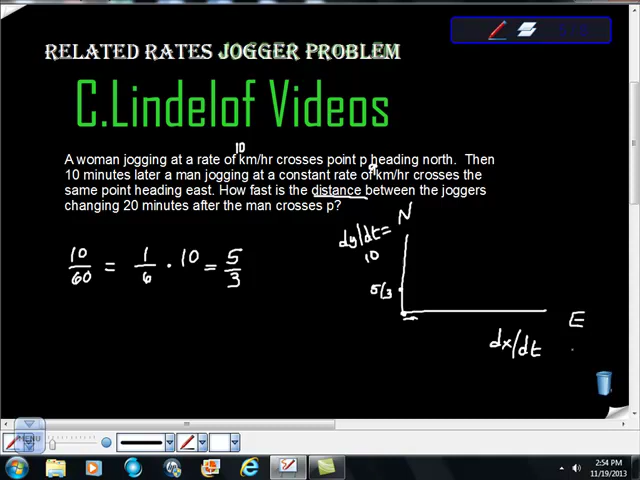 RELATED RATES JOGGER PROBLEM
C.Lindelof Videos
10
A woman jogging at a rate of km/hr crosses point p heading north. Then
9
10 minutes later a man jogging at a constant rate of km/hr crosses the
same point heading east. How fast is the distance between the joggers
changing 20 minutes after the man crosses p?
N
dy/dt =
10
10/60 = 1/6 · 10 = 5/3
5/3
E
dx/dt
MENU
2:54 PM
11/19/2013